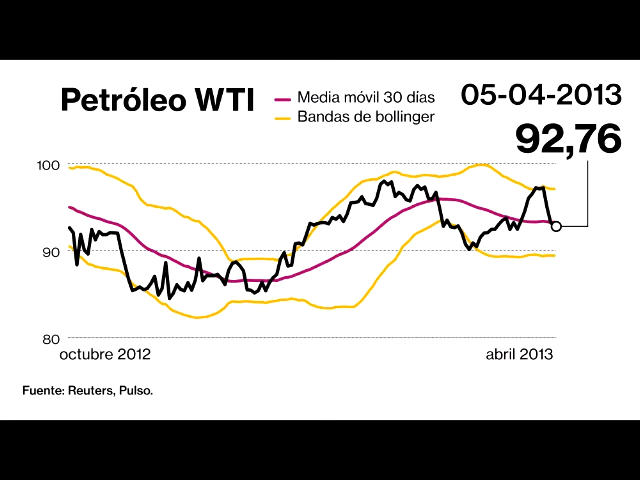 Petróleo WTI
Media móvil 30 días
Bandas de bollinger
05-04-2013
92,76
100
90
80
octubre 2012
abril 2013
Fuente: Reuters, Pulso.